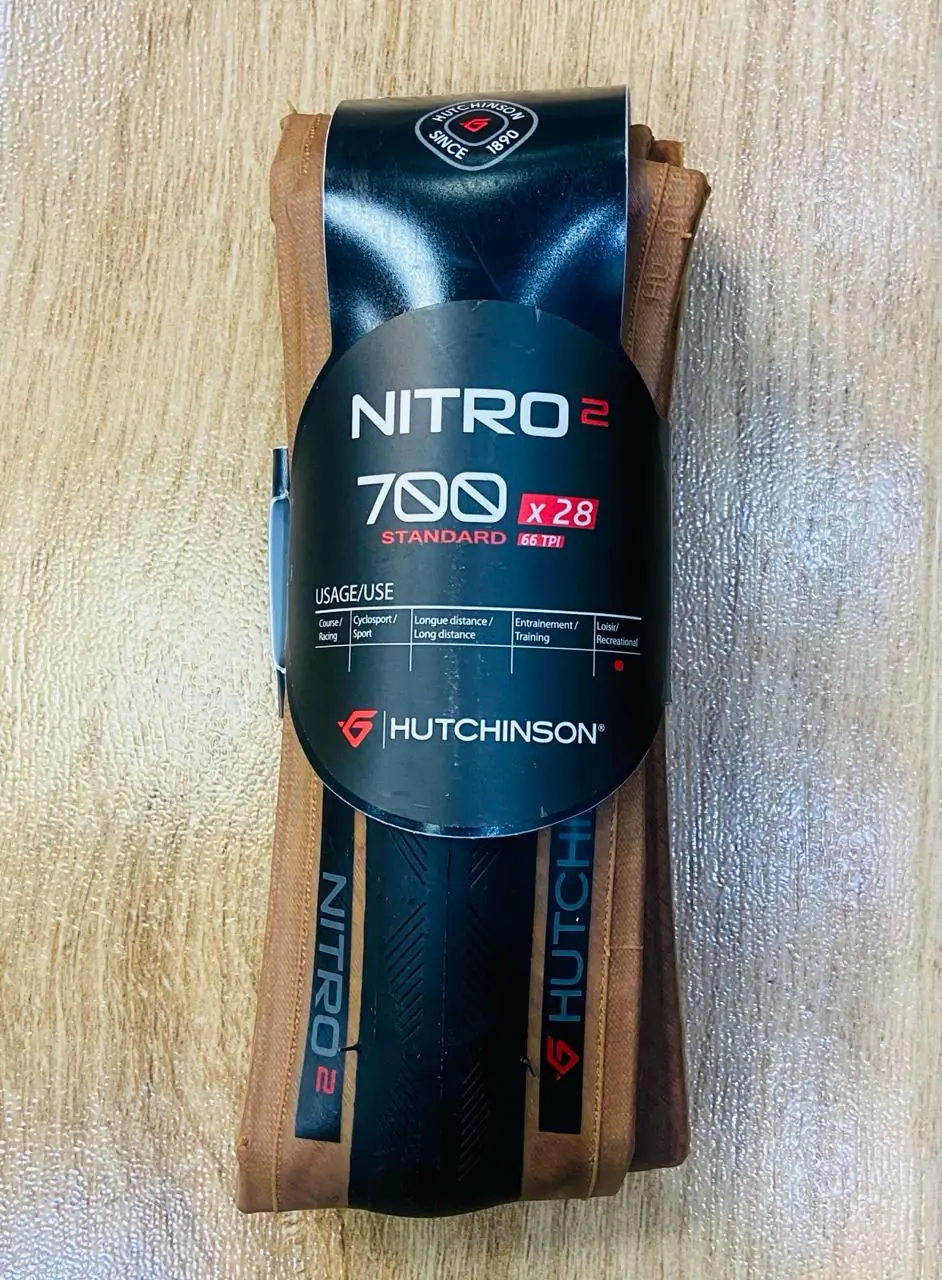 HUTCHINSON
SINCE 1890
NITRO 2
700 x 28
STANDARD 66 TPI
USAGE/USE
Course/ Racing
Cyclosport/ Sport
Longue distance/ Long distance
Entrainement/ Training
Loisir/ Recreational
HUTCHINSON®
NITRO 2
HUTCHI